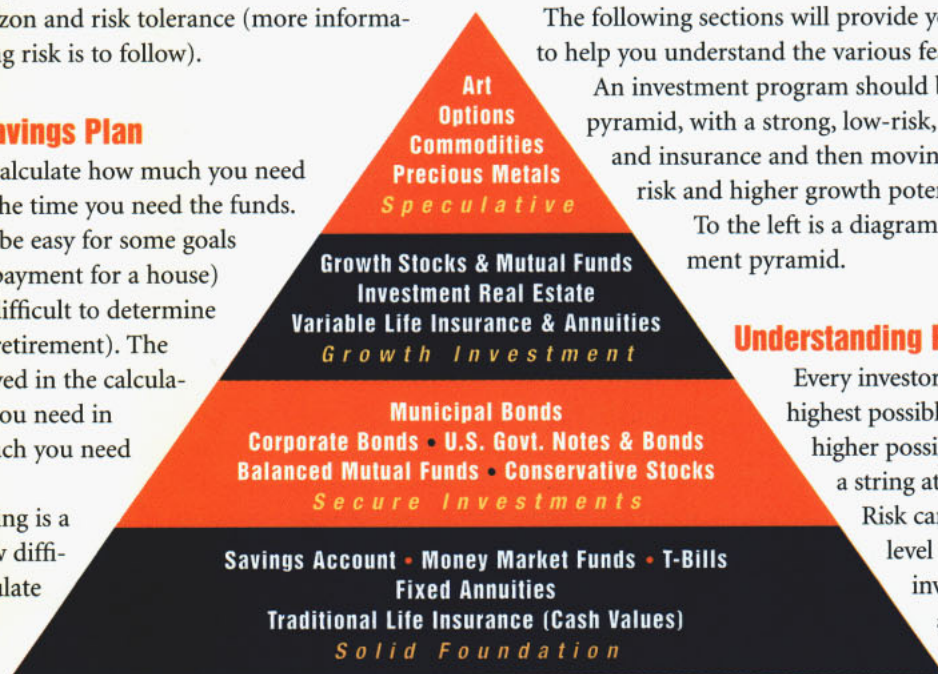 zon and risk tolerance (more informa-
g risk is to follow).
avings Plan
alculate how much you need
he time you need the funds.
be easy for some goals
payment for a house)
ifficult to determine
retirement). The
ved in the calcula-
ou need in
ch you need
ng is a
w diffi-
late
Art
Options
Commodities
Precious Metals
Speculative
Growth Stocks & Mutual Funds
Investment Real Estate
Variable Life Insurance & Annuities
Growth Investment
Municipal Bonds
Corporate Bonds • U.S. Govt. Notes & Bonds
Balanced Mutual Funds • Conservative Stocks
Secure Investments
Savings Account • Money Market Funds • T-Bills
Fixed Annuities
Traditional Life Insurance (Cash Values)
Solid Foundation
The following sections will provide y
to help you understand the various fe
An investment program should b
pyramid, with a strong, low-risk,
and insurance and then movin
risk and higher growth poten
To the left is a diagram
ment pyramid.
Understanding
Every investor
highest possibl
higher possi
a string at
Risk can
level
inv